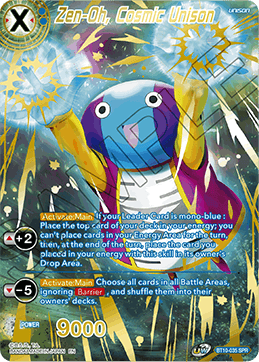 X
Zen-Oh, Cosmic Unison
UNISON
+2
Activate:Main If your Leader Card is mono-blue :
Place the top card of your deck in your energy; you
can't place cards in your Energy Area for the turn,
then, at the end of the turn, place the card you
placed in your energy with this skill in its owner's
Drop Area.
-5
Activate:Main Choose all cards in all Battle Areas,
ignoring Barrier, and shuffle them into their
owners' decks.
POWER
9000
BANDAI
JAPAN
EN
UW
BT10-035 SPR